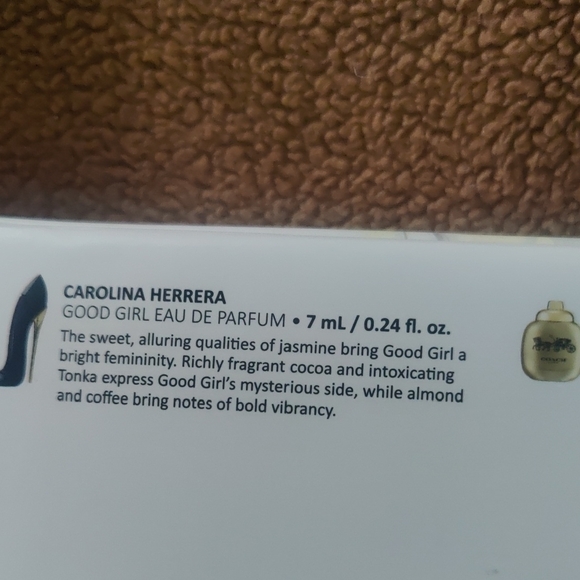 CAROLINA HERRERA
GOOD GIRL EAU DE PARFUM • 7 mL / 0.24 fl. oz.
The sweet, alluring qualities of jasmine bring Good Girl a
bright femininity. Richly fragrant cocoa and intoxicating
Tonka express Good Girl's mysterious side, while almond
and coffee bring notes of bold vibrancy.